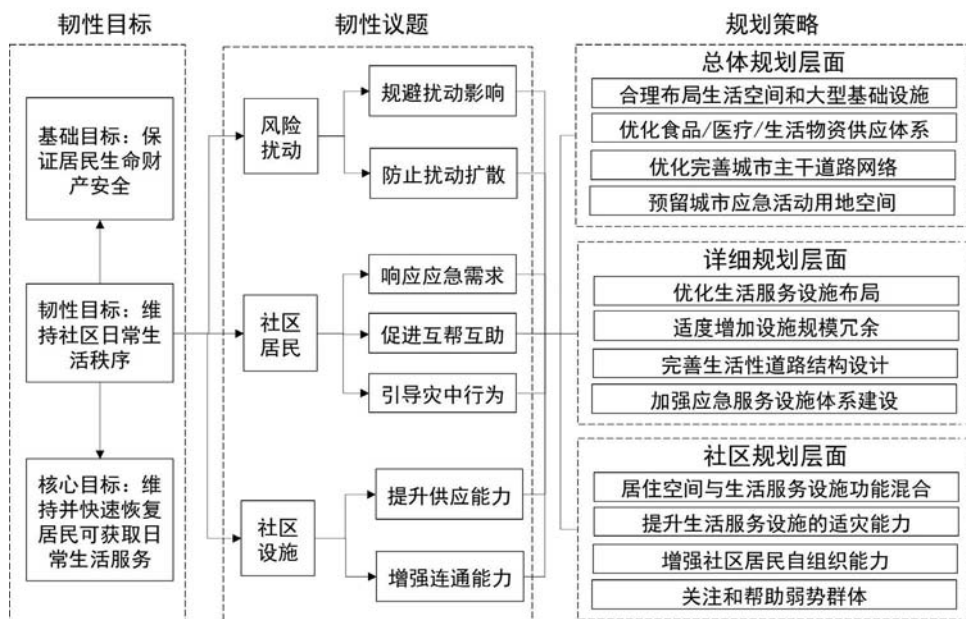 韧性目标
韧性议题
规划策略
基础目标：保
证居民生命财
产安全
韧性目标：维
持社区日常生
活秩序
核心目标：维
持并快速恢复
居民可获取日
常生活服务
风险
扰动
规避扰动影响
防止扰动扩散
社区
居民
响应应急需求
促进互帮互助
引导灾中行为
社区
设施
提升供应能力
增强连通能力
总体规划层面
合理布局生活空间和大型基础设施
优化食品/医疗/生活物资供应体系
优化完善城市主干道路网络
预留城市应急活动用地空间
详细规划层面
优化生活服务设施布局
适度增加设施规模冗余
完善生活性道路结构设计
加强应急服务设施体系建设
社区规划层面
居住空间与生活服务设施功能混合
提升生活服务设施的适灾能力
增强社区居民自组织能力
关注和帮助弱势群体